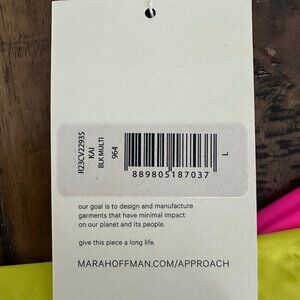 R23CV22935
KAI
BLK MULTI
964
L
889805187037
our goal is to design and manufacture
garments that have minimal impact
on our planet and its people.
give this piece a long life.
MARAHOFFMAN.COM/APPROACH